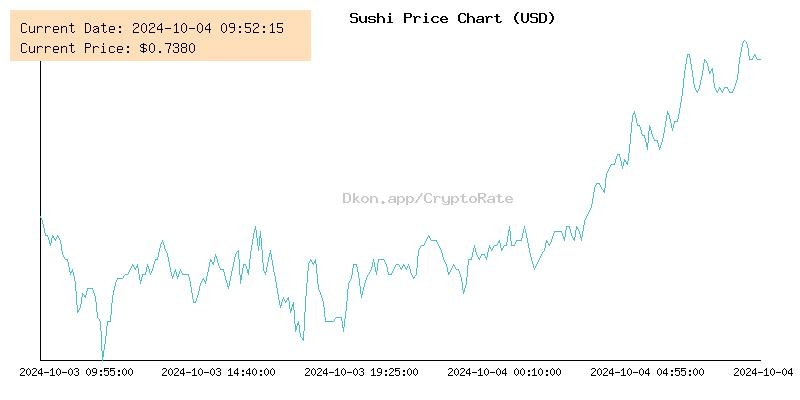 Sushi Price Chart (USD)
Current Date: 2024-10-04 09:52:15
Current Price: $0.7380
Dkon.app/CryptoRate
2024-10-03 09:55:00 2024-10-03 14:40:00 2024-10-03 19:25:00 2024-10-04 00:10:00 2024-10-04 04:55:00 2024-10-04